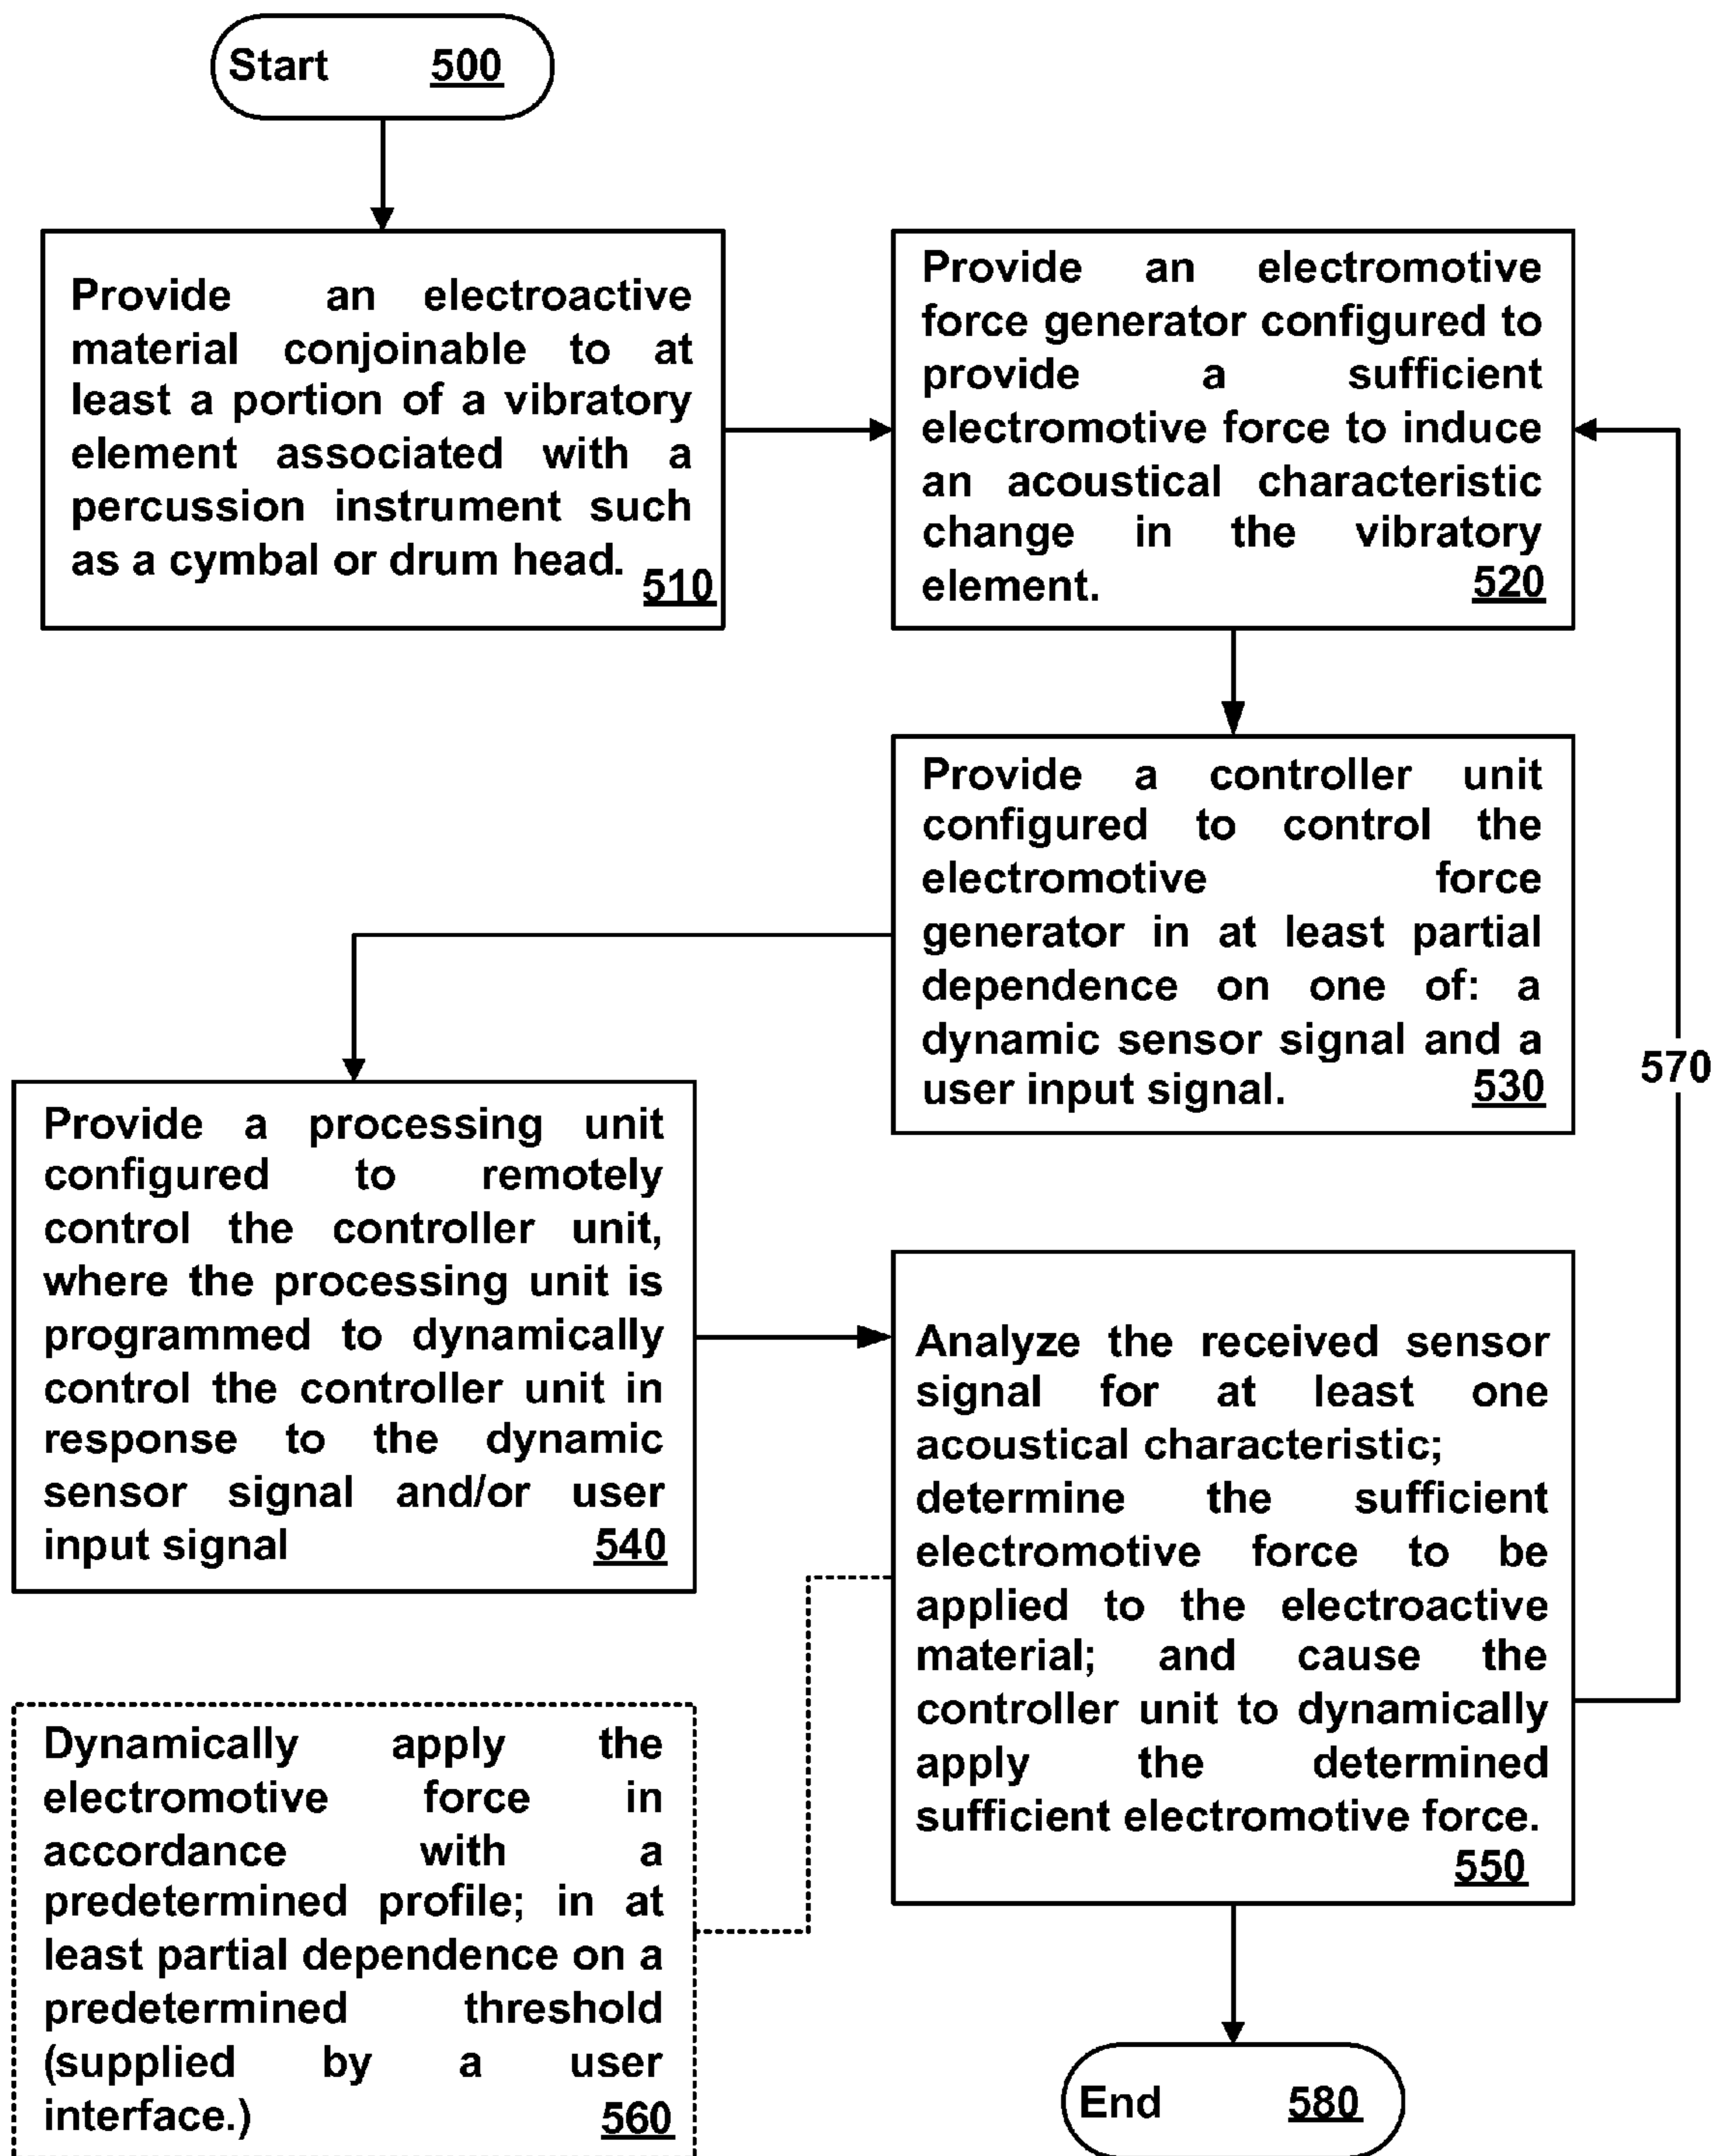 Start 500
Provide an electroactive
material conjoinable to at
least a portion of a vibratory
element associated with a
percussion instrument such
as a cymbal or drum head.
510
Provide an electromotive
force generator configured to
provide a sufficient
electromotive force to induce
an acoustical characteristic
change in the vibratory
element. 520
Provide a controller unit
configured to control the
electromotive force
generator in at least partial
dependence on one of: a
dynamic sensor signal and a
user input signal. 530
570
Provide a processing unit
configured to remotely
control the controller unit,
where the processing unit is
programmed to dynamically
control the controller unit in
response to the dynamic
sensor signal and/or user
input signal 540
Analyze the received sensor
signal for at least one
acoustical characteristic;
determine the sufficient
electromotive force to be
applied to the electroactive
material; and cause the
controller unit to dynamically
apply the determined
sufficient electromotive force.
550
Dynamically apply the
electromotive force in
accordance with a
predetermined profile; in at
least partial dependence on a
predetermined threshold
(supplied by a user
interface.) 560
End 580